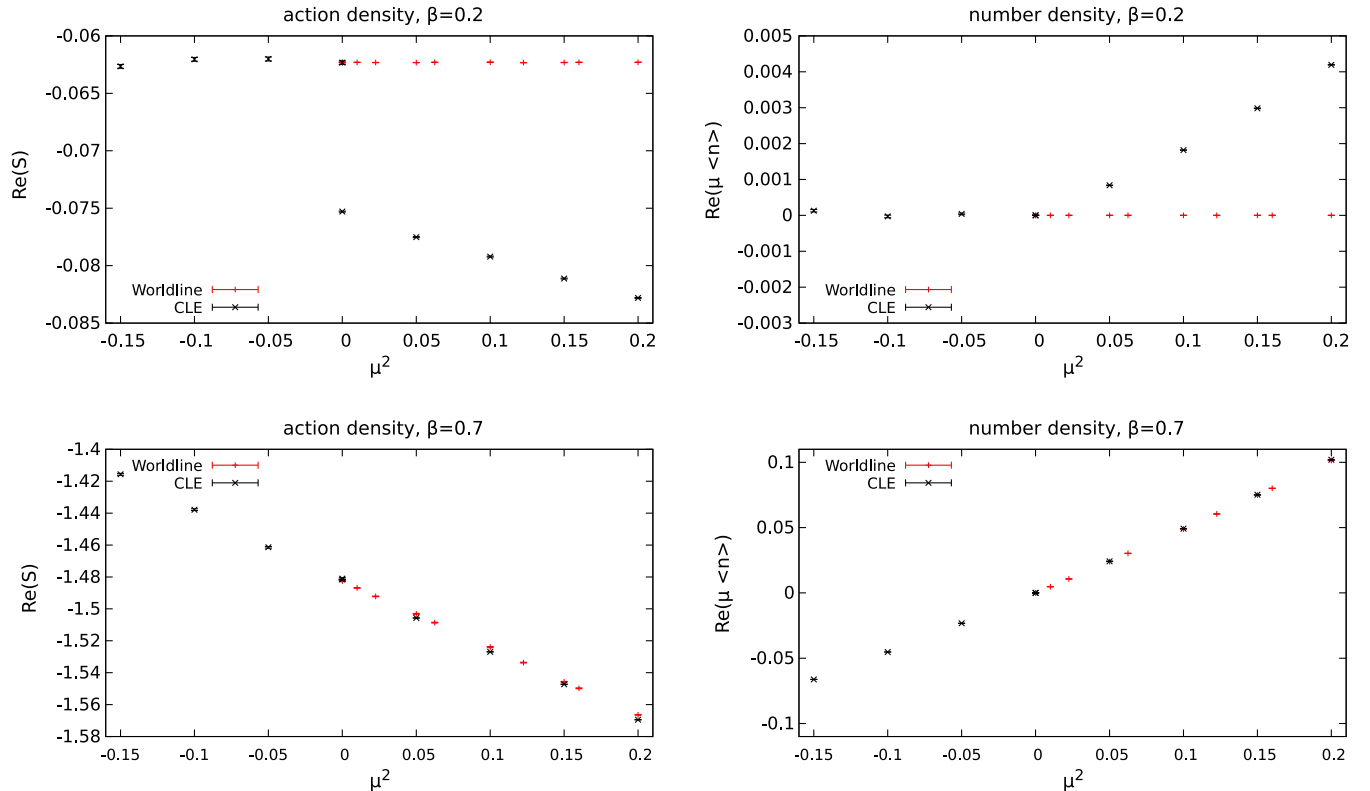 action density, β=0.2
-0.06
-0.065
-0.07
-0.075
-0.08
-0.085
Re(S)
Worldline
CLE
-0.15 -0.1 -0.05 0 0.05 0.1 0.15 0.2
μ²
number density, β=0.2
0.005
0.004
0.003
0.002
0.001
0
-0.001
-0.002
-0.003
Re(μ <n>)
Worldline
CLE
-0.15 -0.1 -0.05 0 0.05 0.1 0.15 0.2
μ²
action density, β=0.7
-1.4
-1.42
-1.44
-1.46
-1.48
-1.5
-1.52
-1.54
-1.56
-1.58
Re(S)
Worldline
CLE
-0.15 -0.1 -0.05 0 0.05 0.1 0.15 0.2
μ²
number density, β=0.7
0.1
0.05
0
-0.05
-0.1
Re(μ <n>)
Worldline
CLE
-0.15 -0.1 -0.05 0 0.05 0.1 0.15 0.2
μ²